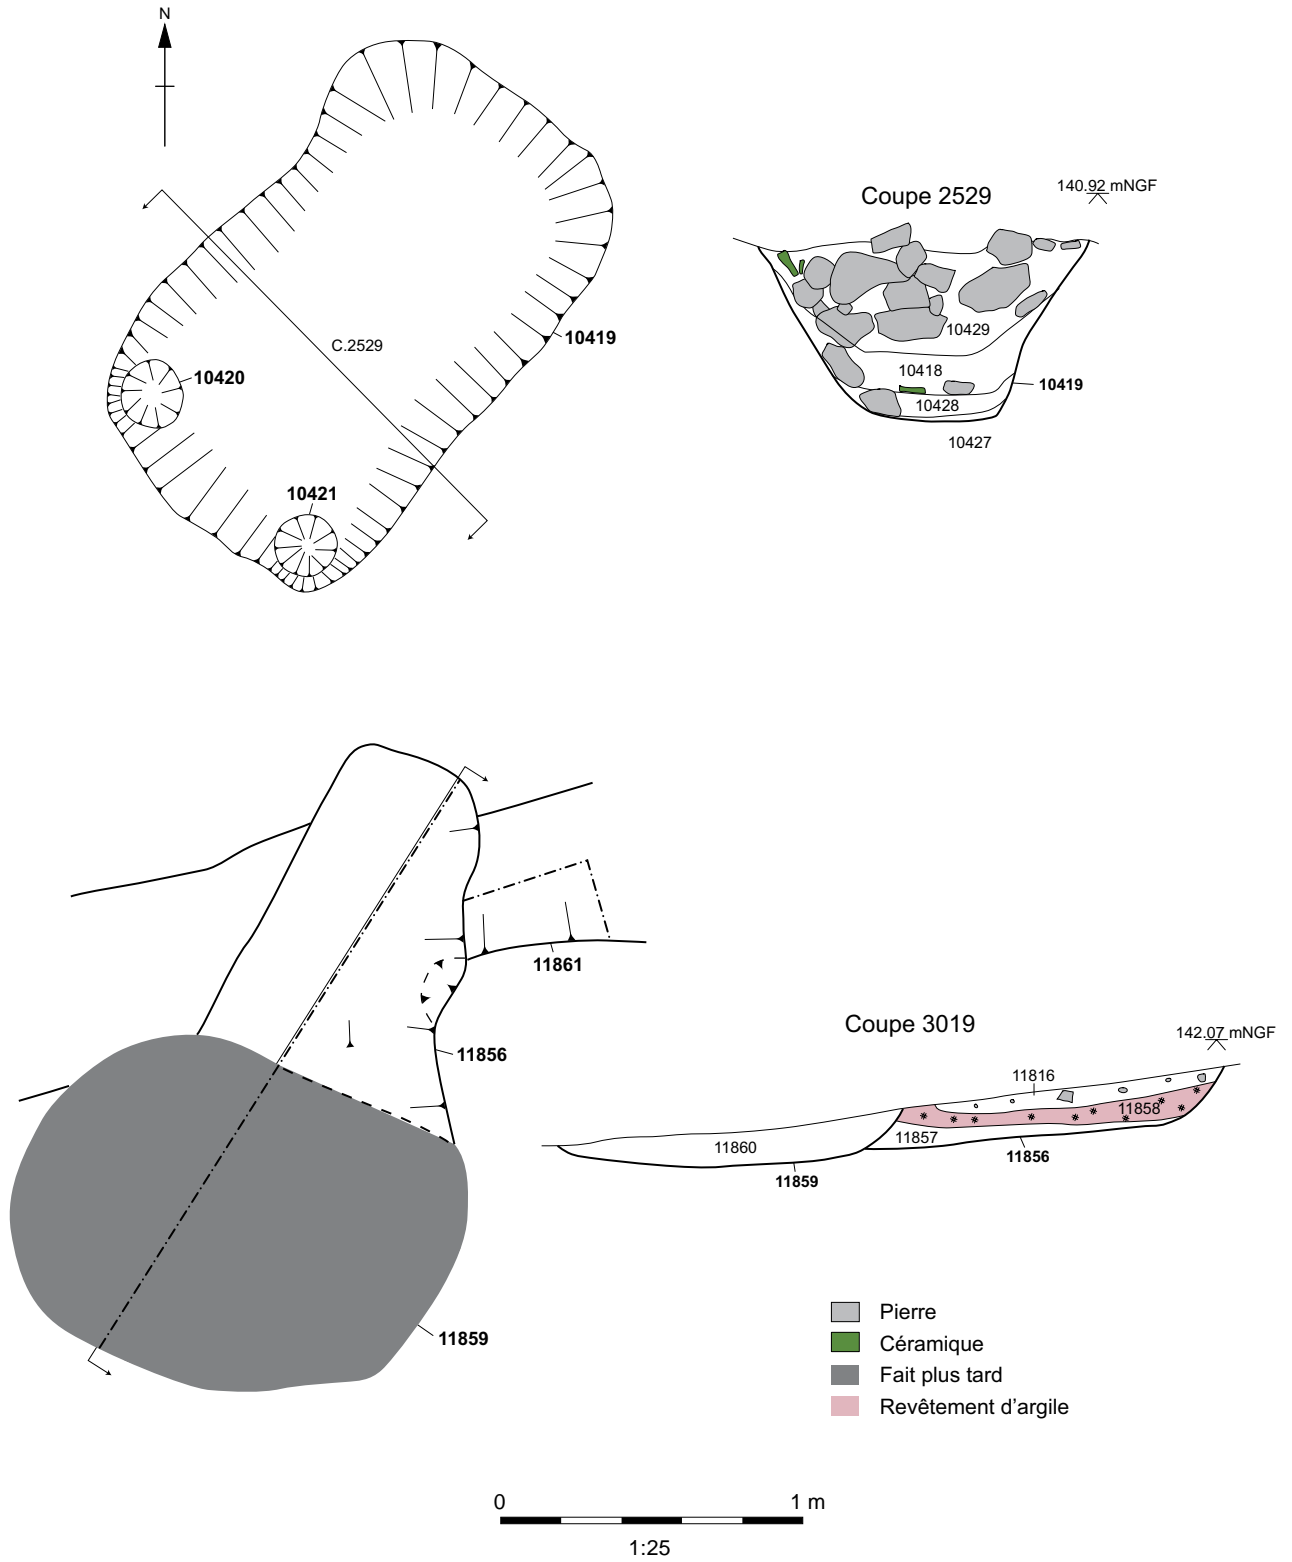 N
C.2529
10419
10420
10421
Coupe 2529
140.92 mNGF
10429
10418
10419
10428
10427
11861
11856
11859
Coupe 3019
142.07 mNGF
11816
11858
11857
11860
11856
11859
Pierre
Céramique
Fait plus tard
Revêtement d’argile
0 1 m
1:25